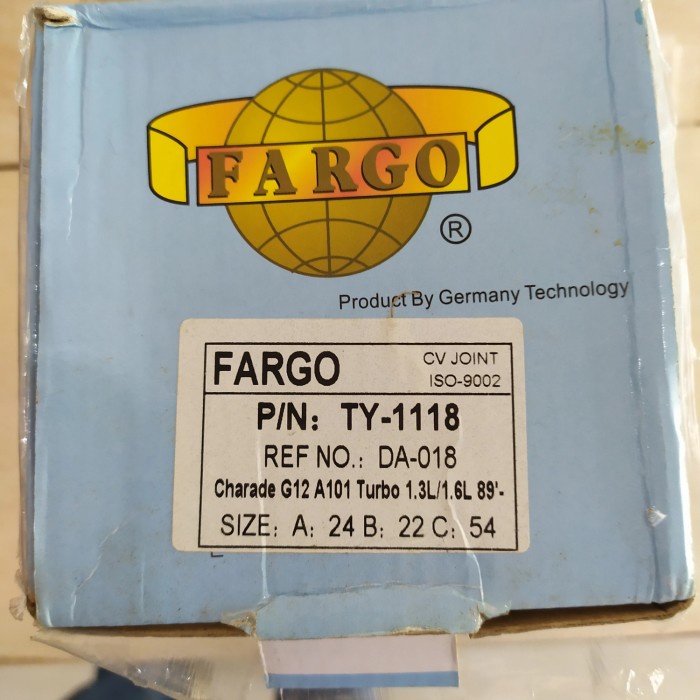 FARGO
®
Product By Germany Technology
FARGO
CV JOINT
ISO-9002
P/N: TY-1118
REF NO.: DA-018
Charade G12 A101 Turbo 1.3L/1.6L 89'-
SIZE: A: 24 B: 22 C: 54